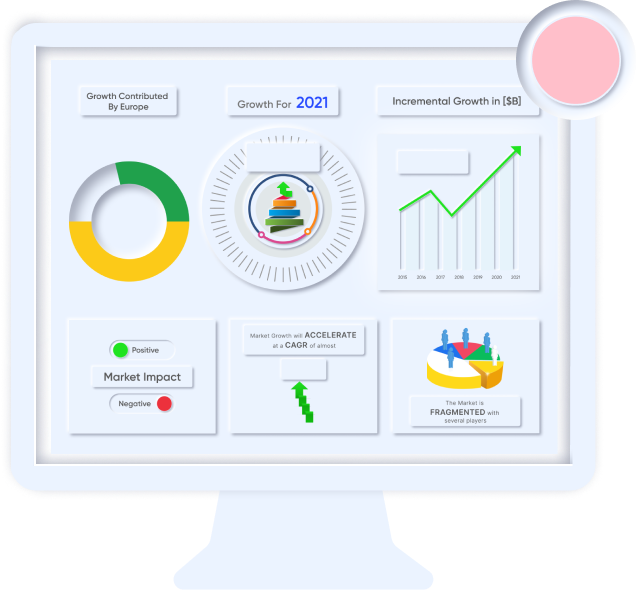 Growth Contributed
By Europe
Growth For 2021
Incremental Growth in [$B]
2015 2016 2017 2018 2019 2020 2021
Positive
Market Impact
Negative
Market Growth will ACCELERATE
at a CAGR of almost
The Market is
FRAGMENTED with
several players